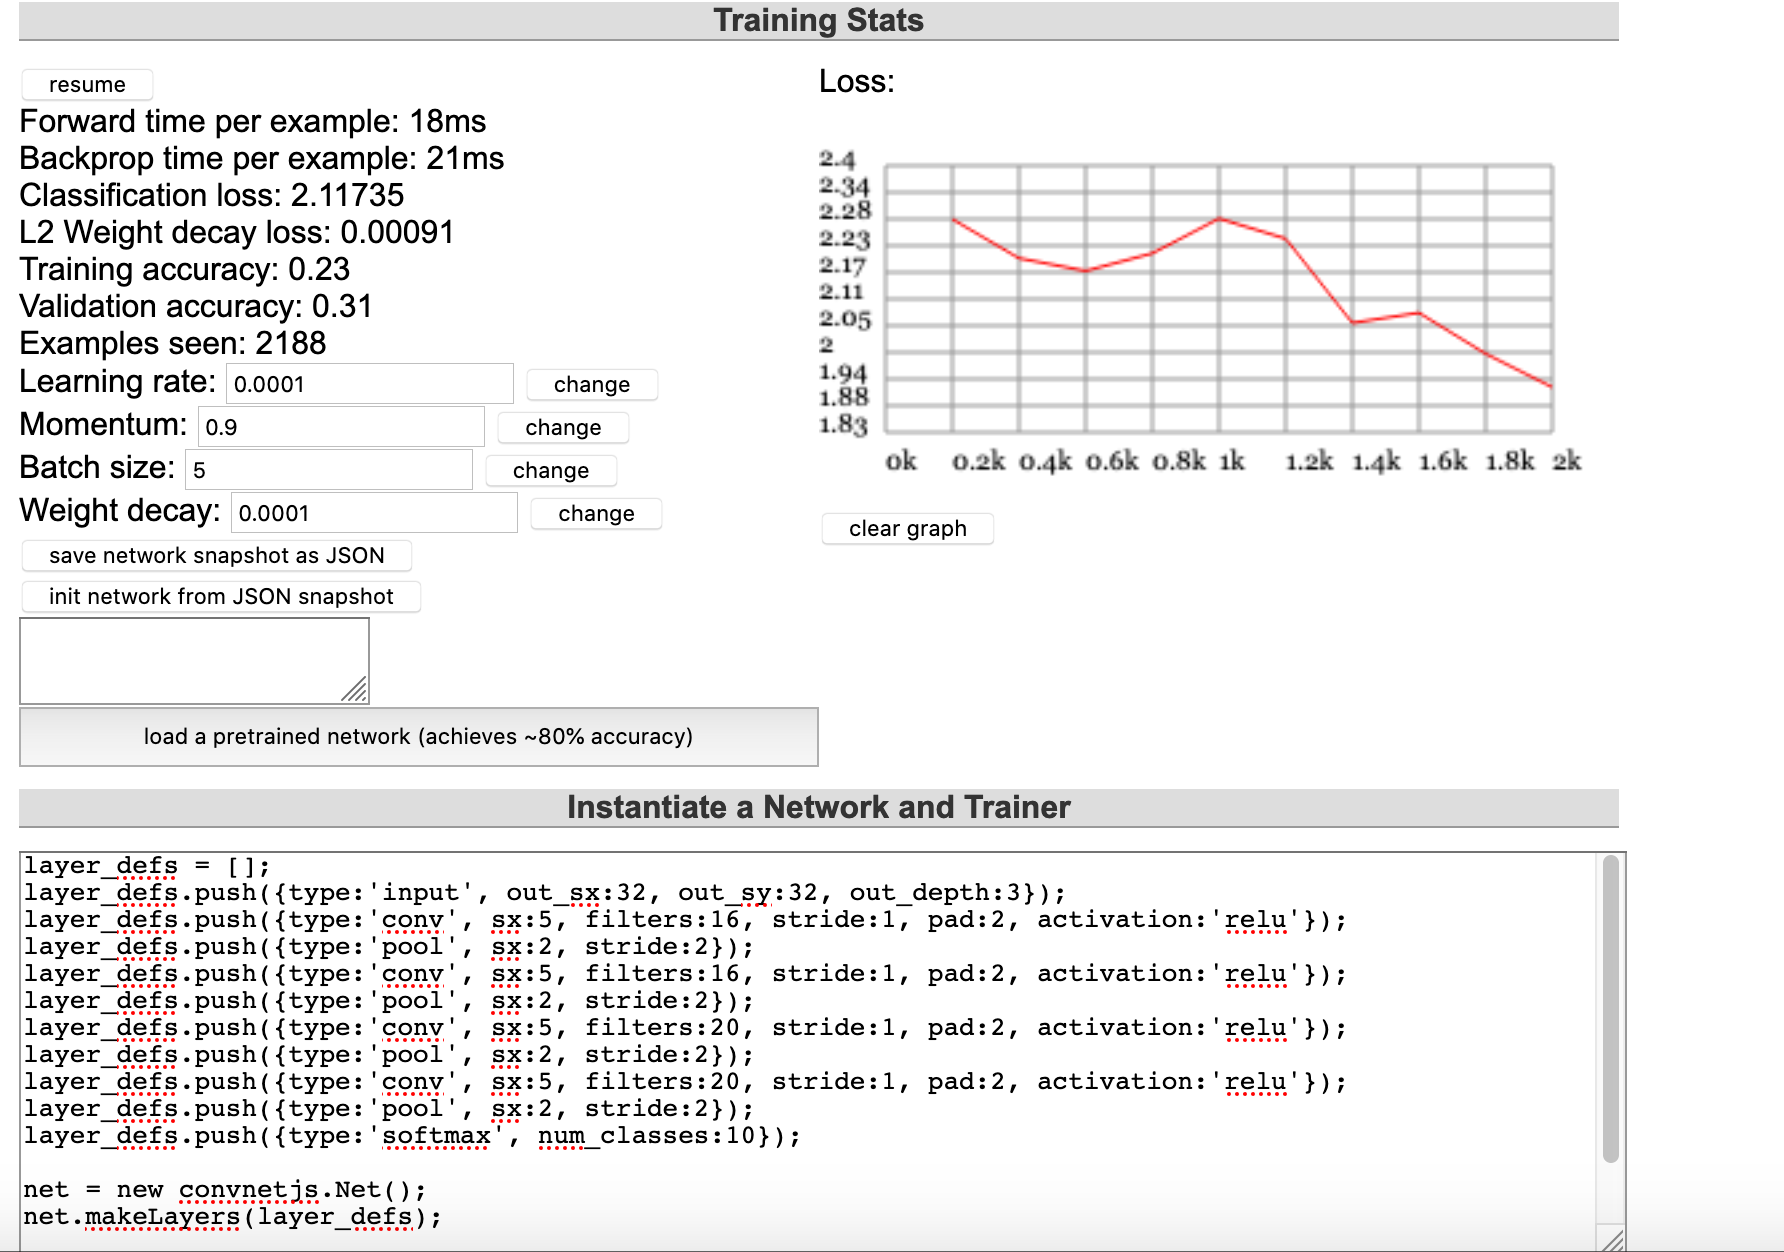 Training Stats
resume
Forward time per example: 18ms
Backprop time per example: 21ms
Classification loss: 2.11735
L2 Weight decay loss: 0.00091
Training accuracy: 0.23
Validation accuracy: 0.31
Examples seen: 2188
Learning rate: 0.0001 change
Momentum: 0.9 change
Batch size: 5 change
Weight decay: 0.0001 change
save network snapshot as JSON
init network from JSON snapshot
load a pretrained network (achieves ~80% accuracy)
Loss:
2.4
2.34
2.28
2.23
2.17
2.11
2.05
2
1.94
1.88
1.83
0k 0.2k 0.4k 0.6k 0.8k 1k 1.2k 1.4k 1.6k 1.8k 2k
clear graph
Instantiate a Network and Trainer
layer_defs = [];
layer_defs.push({type:'input', out_sx:32, out_sy:32, out_depth:3});
layer_defs.push({type:'conv', sx:5, filters:16, stride:1, pad:2, activation:'relu'});
layer_defs.push({type:'pool', sx:2, stride:2});
layer_defs.push({type:'conv', sx:5, filters:16, stride:1, pad:2, activation:'relu'});
layer_defs.push({type:'pool', sx:2, stride:2});
layer_defs.push({type:'conv', sx:5, filters:20, stride:1, pad:2, activation:'relu'});
layer_defs.push({type:'pool', sx:2, stride:2});
layer_defs.push({type:'conv', sx:5, filters:20, stride:1, pad:2, activation:'relu'});
layer_defs.push({type:'pool', sx:2, stride:2});
layer_defs.push({type:'softmax', num_classes:10});
net = new convnetjs.Net();
net.makeLayers(layer_defs);